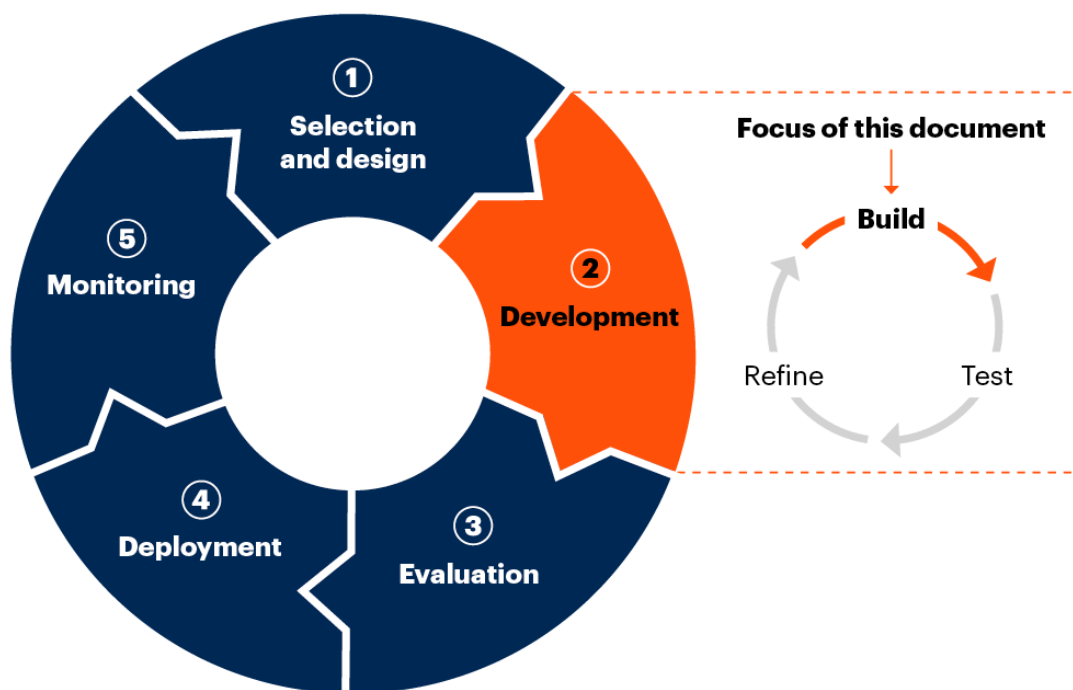 1
Selection
and design
2
Development
3
Evaluation
4
Deployment
5
Monitoring
Focus of this document
Build
Test
Refine